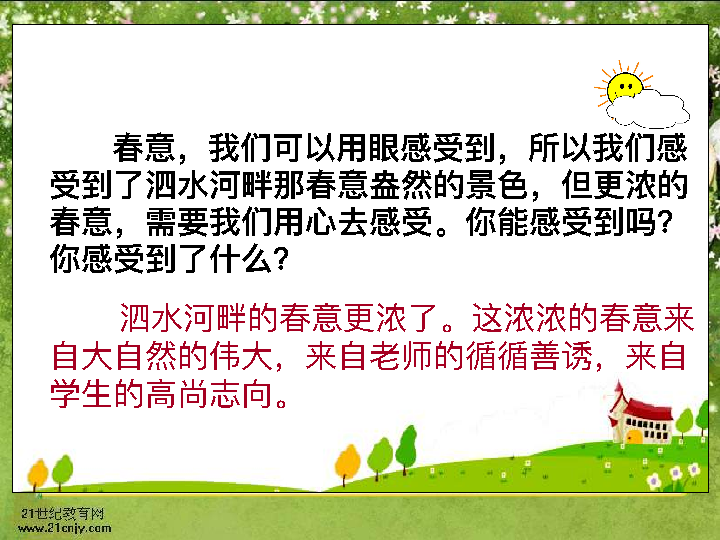 春意，我们可以用眼感受到，所以我们感
受到了泗水河畔那春意盎然的景色，但更浓的
春意，需要我们用心去感受。你能感受到吗？
你感受到了什么？
泗水河畔的春意更浓了。这浓浓的春意来
自大自然的伟大，来自老师的循循善诱，来自
学生的高尚志向。
21世纪教育网
www.21cnjy.com